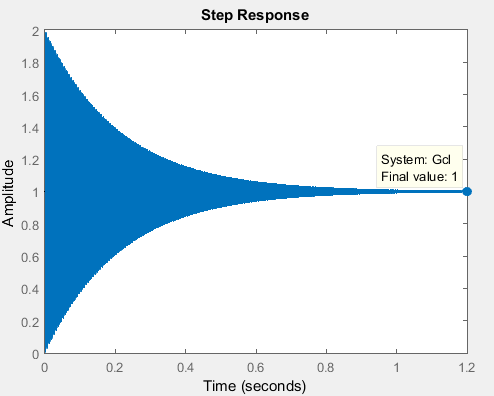 Step Response
2
1.8
1.6
1.4
1.2
1
0.8
0.6
0.4
0.2
0
Amplitude
System: Gcl
Final value: 1
0 0.2 0.4 0.6 0.8 1 1.2
Time (seconds)